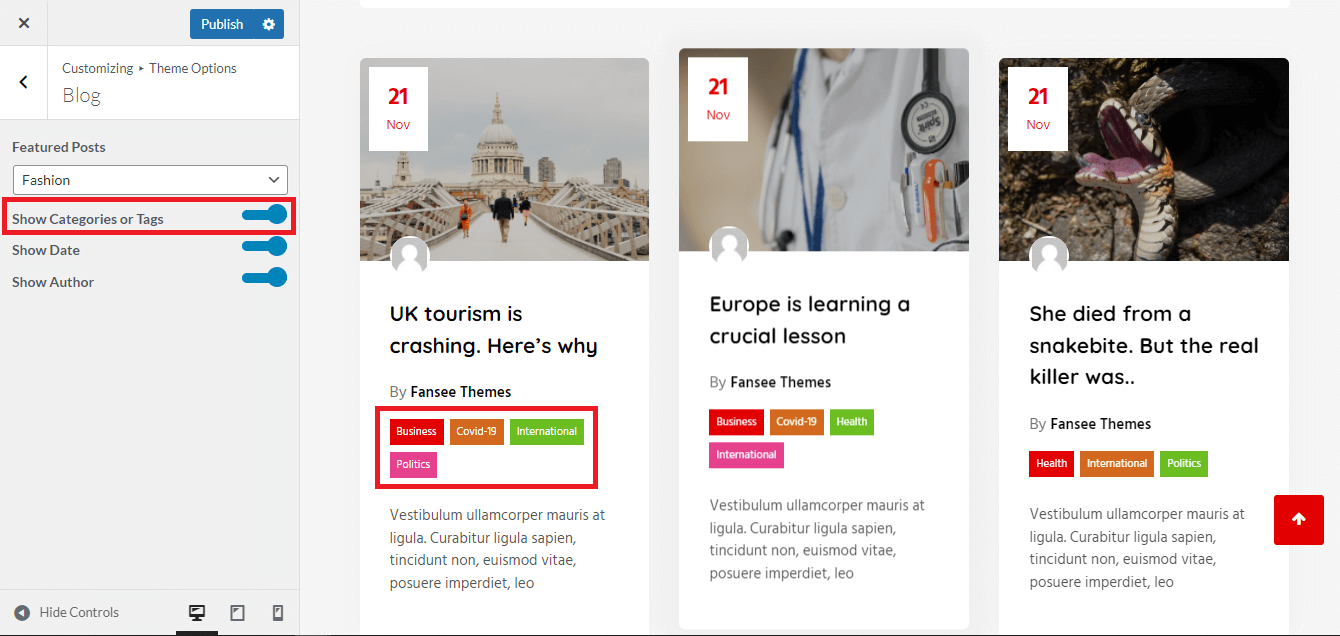 Publish
Customizing ▸ Theme Options
Blog
Featured Posts
Fashion
Show Categories or Tags
Show Date
Show Author
Hide Controls
21
Nov
UK tourism is
crashing. Here’s why
By Fansee Themes
Business Covid-19 International
Politics
Vestibulum ullamcorper mauris at
ligula. Curabitur ligula sapien,
tincidunt non, euismod vitae,
posuere imperdiet, leo
21
Nov
Spirit
Europe is learning a
crucial lesson
By Fansee Themes
Business Covid-19 Health
International
Vestibulum ullamcorper mauris at
ligula. Curabitur ligula sapien,
tincidunt non, euismod vitae,
posuere imperdiet, leo
21
Nov
She died from a
snakebite. But the real
killer was..
By Fansee Themes
Health International Politics
Vestibulum ullamcorper mauris at
ligula. Curabitur ligula sapien,
tincidunt non, euismod vitae,
posuere imperdiet, leo